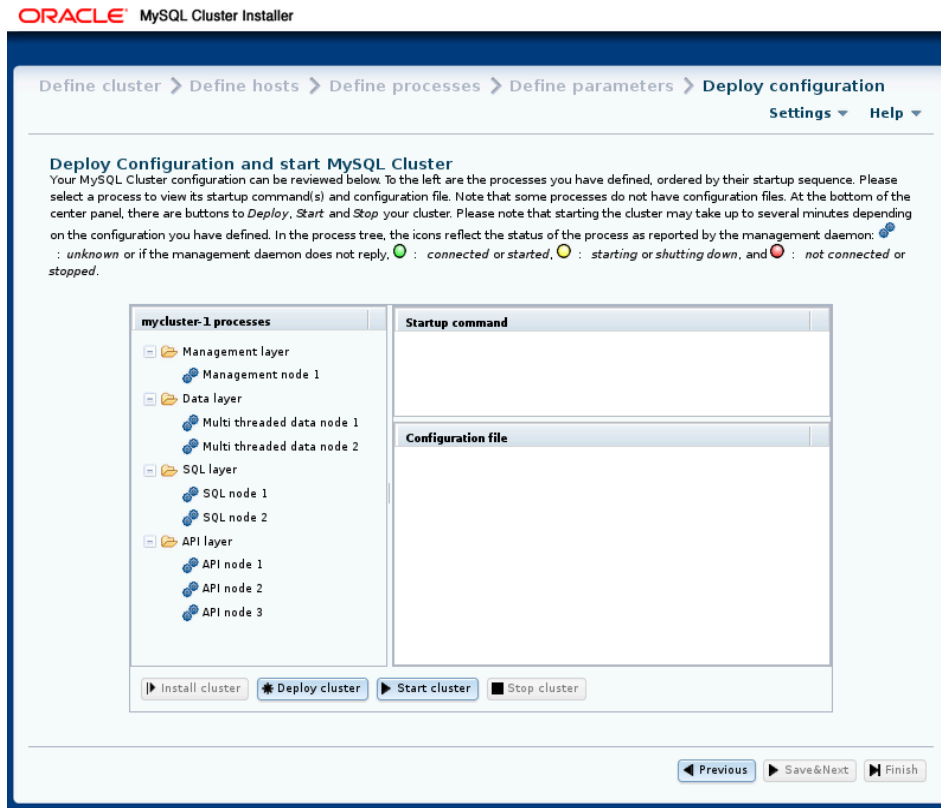 ORACLE® MySQL Cluster Installer
Define cluster > Define hosts > Define processes > Define parameters > Deploy configuration
Settings Help
Deploy Configuration and start MySQL Cluster
Your MySQL Cluster configuration can be reviewed below. To the left are the processes you have defined, ordered by their startup sequence. Please
select a process to view its startup command(s) and configuration file. Note that some processes do not have configuration files. At the bottom of the
center panel, there are buttons to Deploy, Start and Stop your cluster. Please note that starting the cluster may take up to several minutes depending
on the configuration you have defined. In the process tree, the icons reflect the status of the process as reported by the management daemon:
: unknown or if the management daemon does not reply, : connected or started, : starting or shutting down, and : not connected or
stopped.
mycluster-1 processes
Management layer
Management node 1
Data layer
Multi threaded data node 1
Multi threaded data node 2
SQL layer
SQL node 1
SQL node 2
API layer
API node 1
API node 2
API node 3
Startup command
Configuration file
Install cluster
Deploy cluster
Start cluster
Stop cluster
Previous
Save&Next
Finish